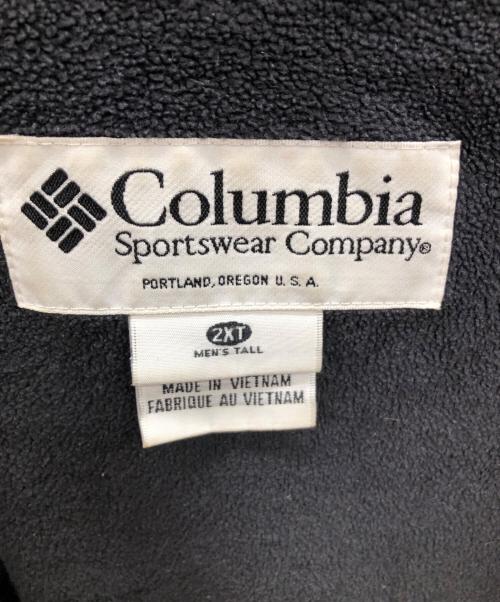 Columbia
Sportswear Company®
PORTLAND, OREGON U.S.A.
2XT
MEN'S TALL
MADE IN VIETNAM
FABRIQUE AU VIETNAM